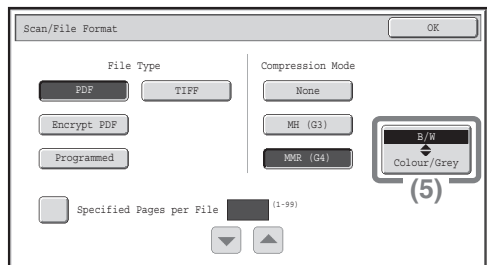 Scan/File Format
OK
File Type
Compression Mode
PDF
TIFF
None
Encrypt PDF
MH (G3)
B/W
Colour/Grey
Programmed
MMR (G4)
(5)
Specified Pages per File
(1-99)